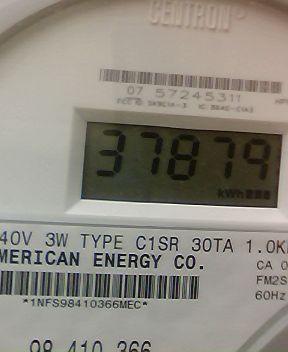 CENTRON®
07 57245311
37879
kWh
40V 3W TYPE C1SR 30TA 1.0K
MERICAN ENERGY CO.
CA 0
FM2S
60Hz
*1NFS98410366MEC*
98 410 366